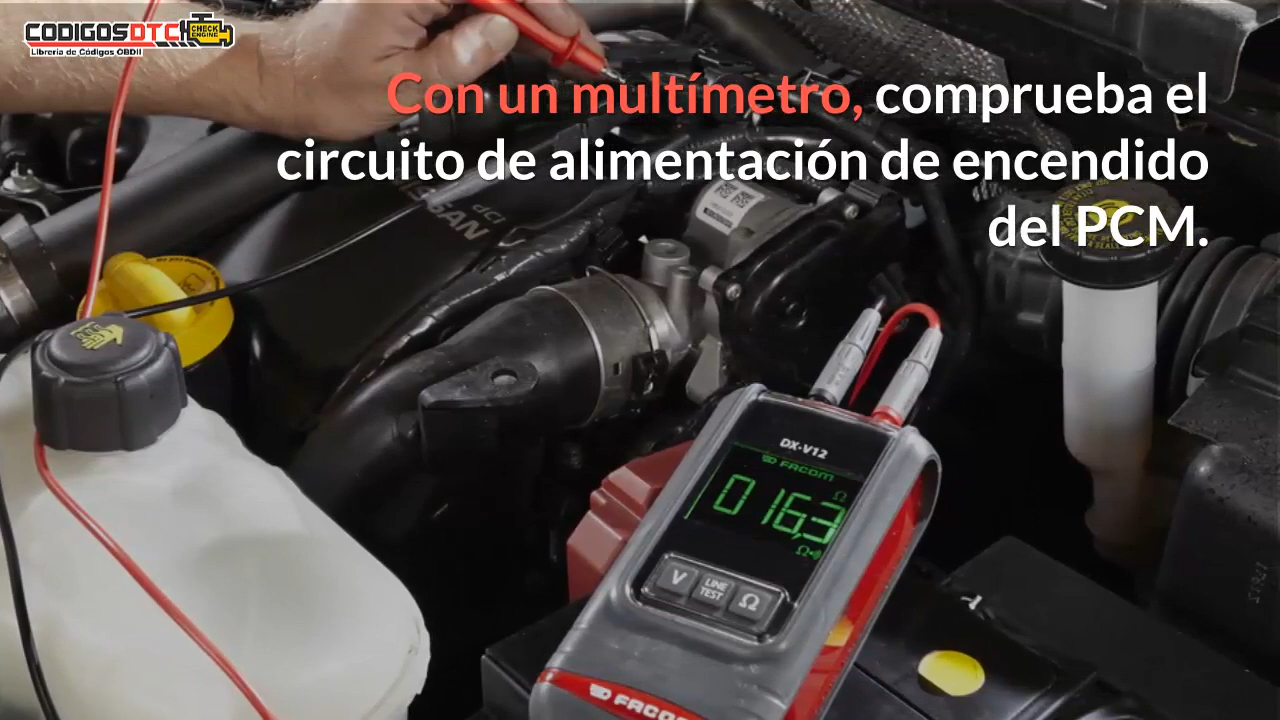 CODIGOSDTC
CHECK
ENGINE
Librería de Códigos OBDII
Con un multímetro, comprueba el
circuito de alimentación de encendido
del PCM.
dCi
DX-V12
FACOM
016,3
Ω
Ω
V
LINE
TEST
Ω
FACOM